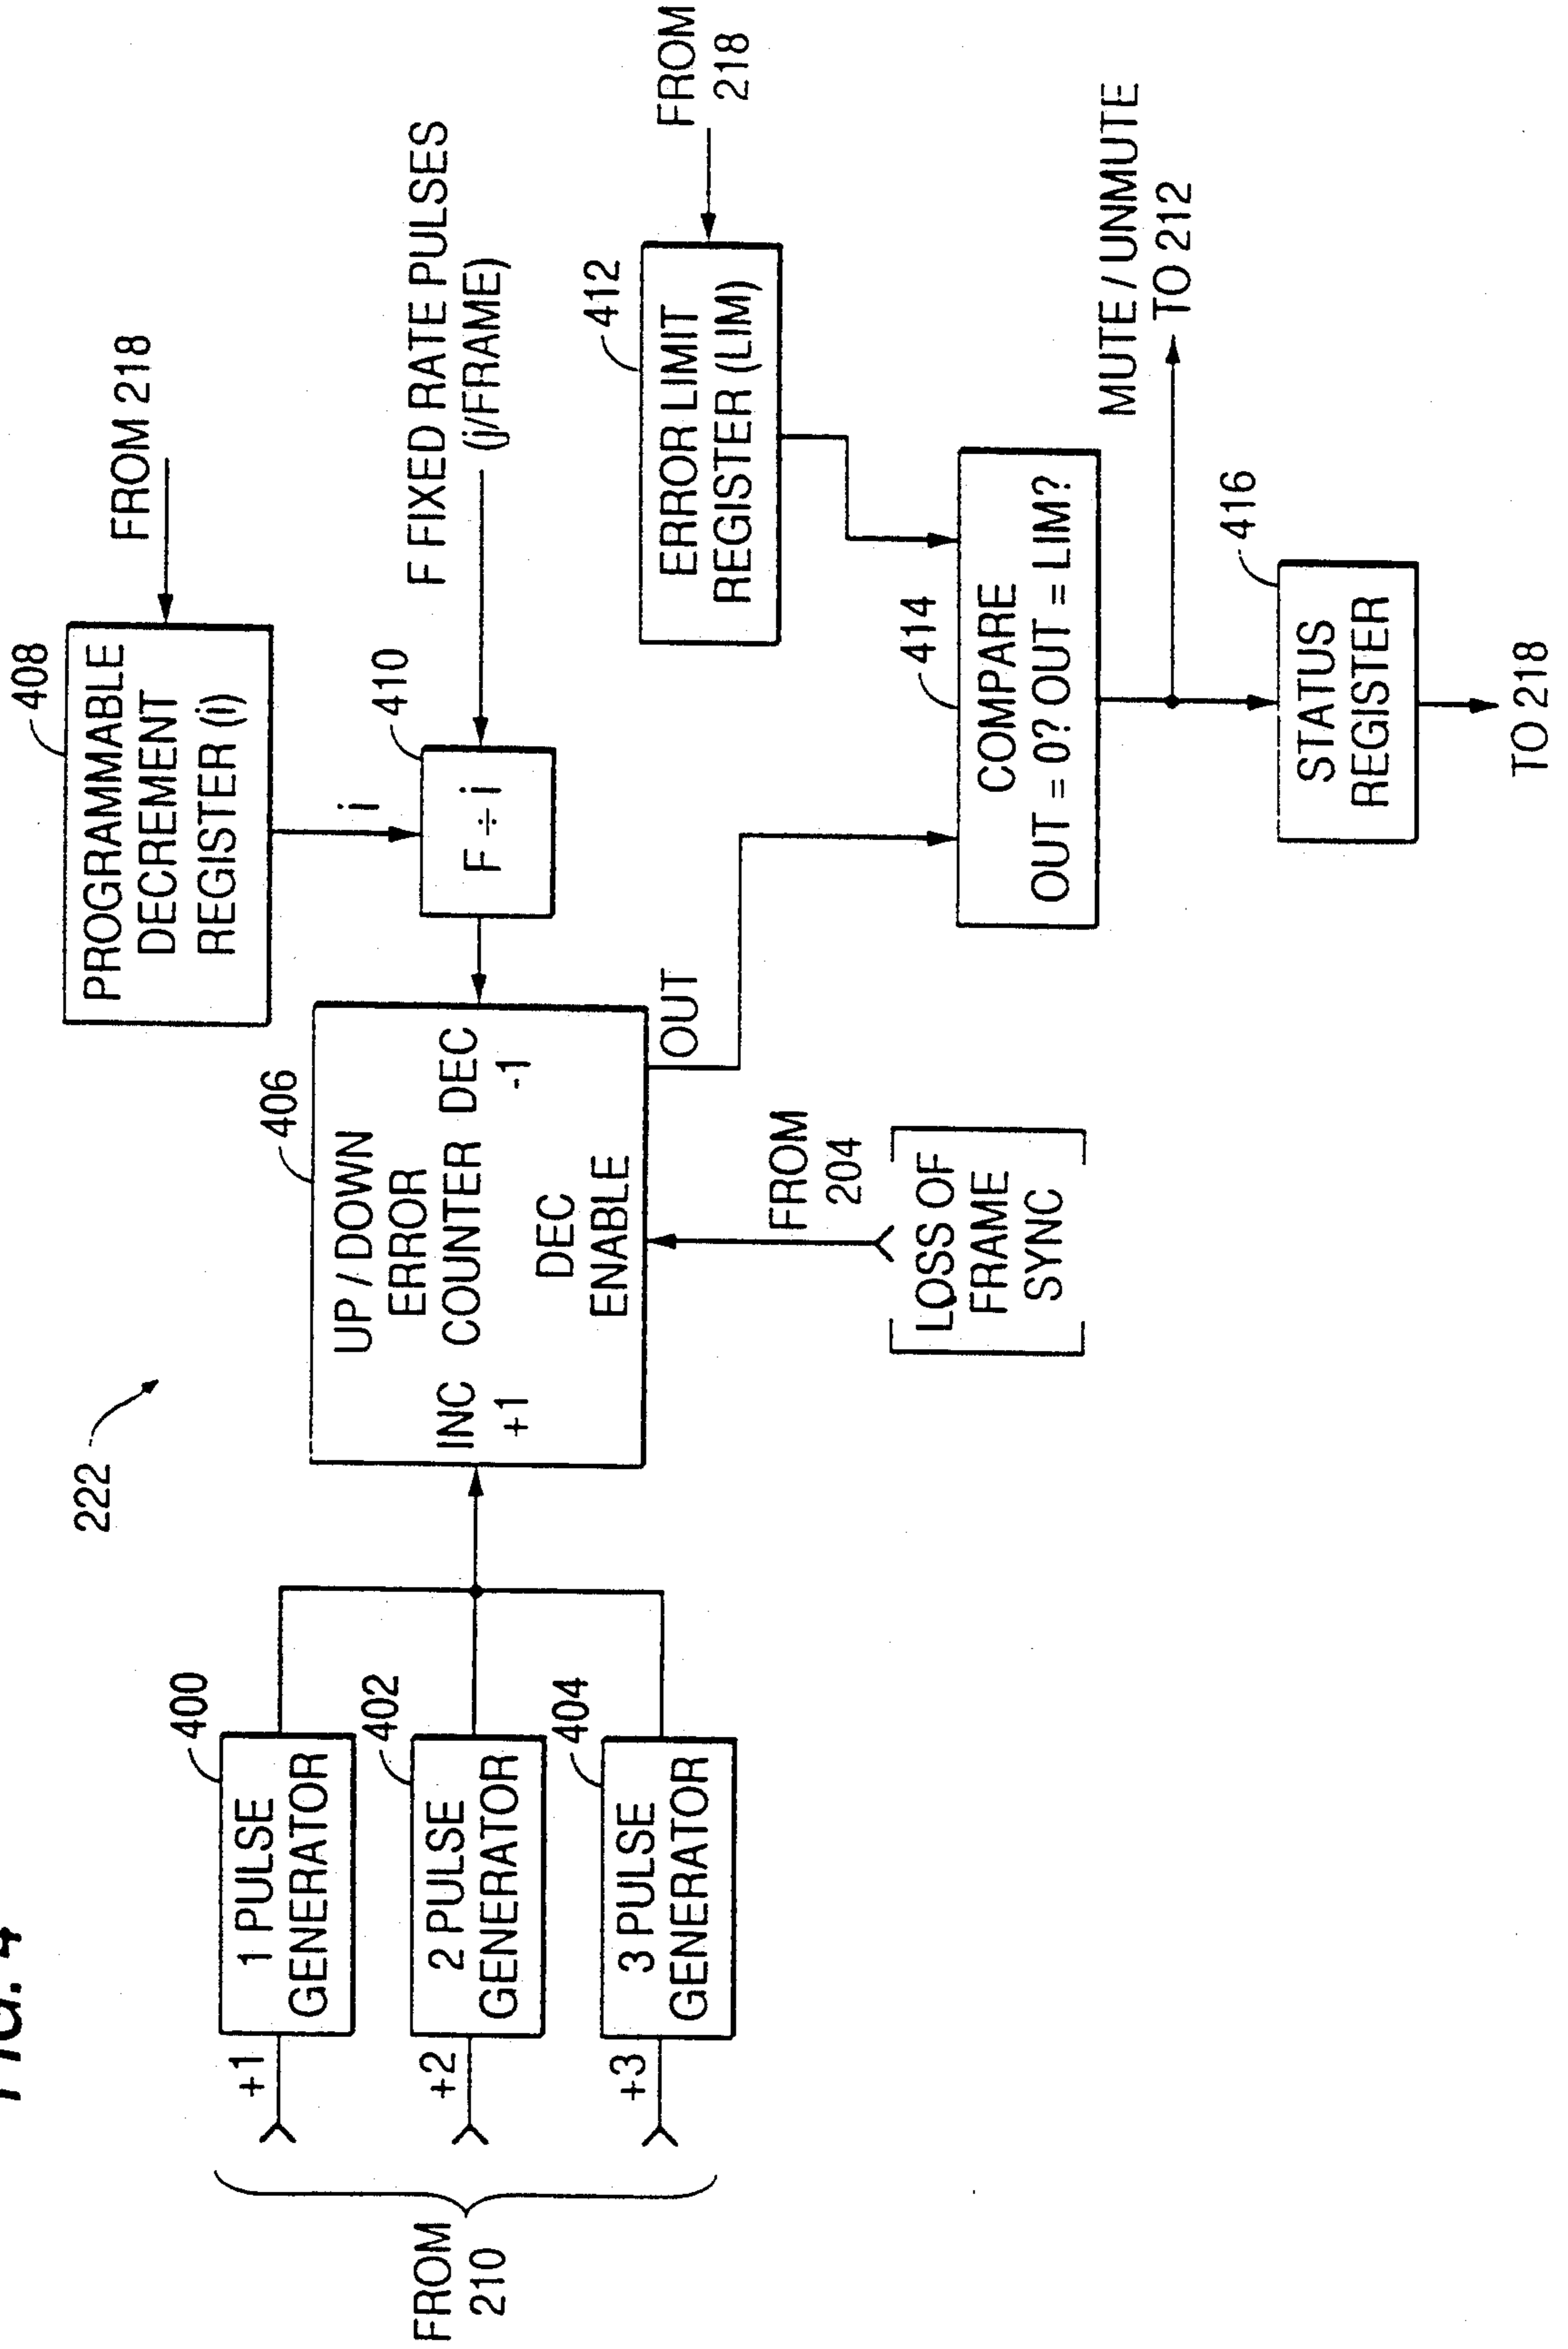 FIG. 4
222
FROM
210
+1
400
1 PULSE
GENERATOR
+2
402
2 PULSE
GENERATOR
+3
404
3 PULSE
GENERATOR
406
UP / DOWN
ERROR
INC COUNTER DEC
+1 -1
DEC
ENABLE
OUT
FROM
204
LOSS OF
FRAME
SYNC
408
PROGRAMMABLE
DECREMENT
REGISTER (i)
FROM 218
i
410
F ÷ i
F FIXED RATE PULSES
(j/FRAME)
412
ERROR LIMIT
REGISTER (LIM)
FROM
218
414
COMPARE
OUT = 0? OUT = LIM?
MUTE / UNMUTE
TO 212
416
STATUS
REGISTER
TO 218